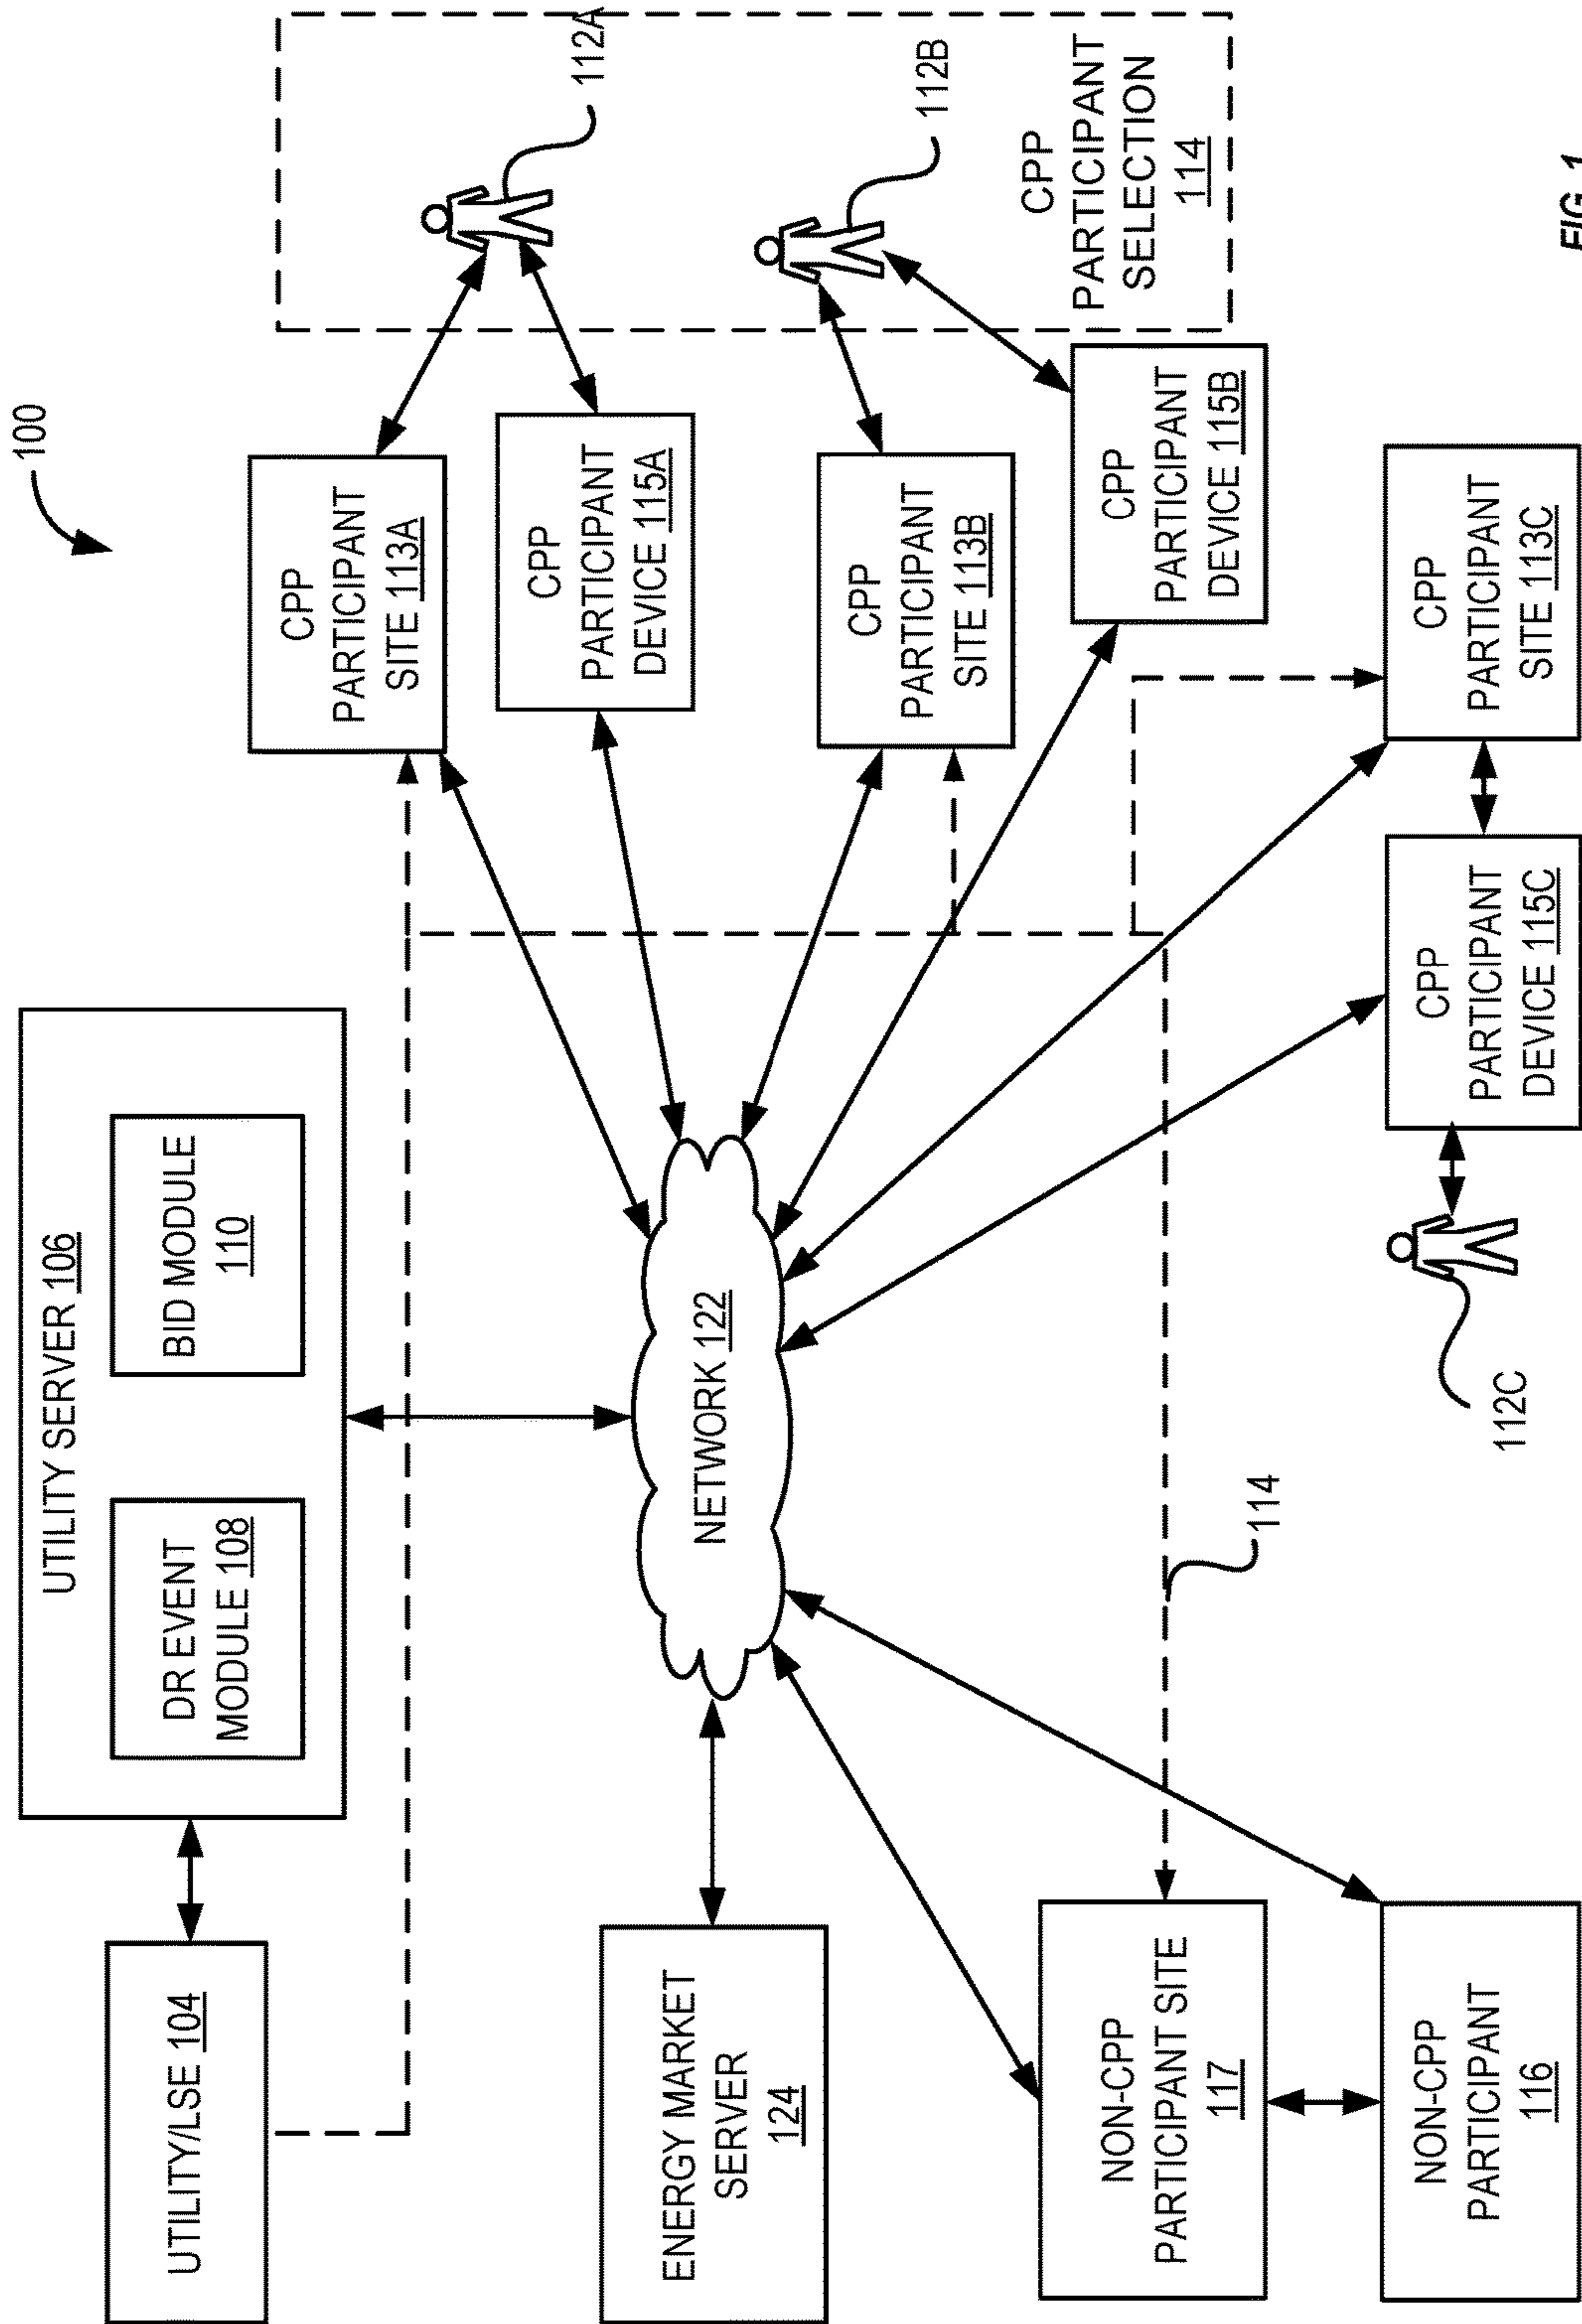 100
UTILITY/LSE 104
UTILITY SERVER 106
DR EVENT
MODULE 108
BID MODULE
110
CPP
PARTICIPANT
SITE 113A
112A
CPP
PARTICIPANT
DEVICE 115A
ENERGY MARKET
SERVER
124
NETWORK 122
CPP
PARTICIPANT
SITE 113B
112B
CPP
PARTICIPANT
SELECTION
114
CPP
PARTICIPANT
DEVICE 115B
NON-CPP
PARTICIPANT SITE
117
114
NON-CPP
PARTICIPANT
116
112C
CPP
PARTICIPANT
DEVICE 115C
CPP
PARTICIPANT
SITE 113C
FIG. 1